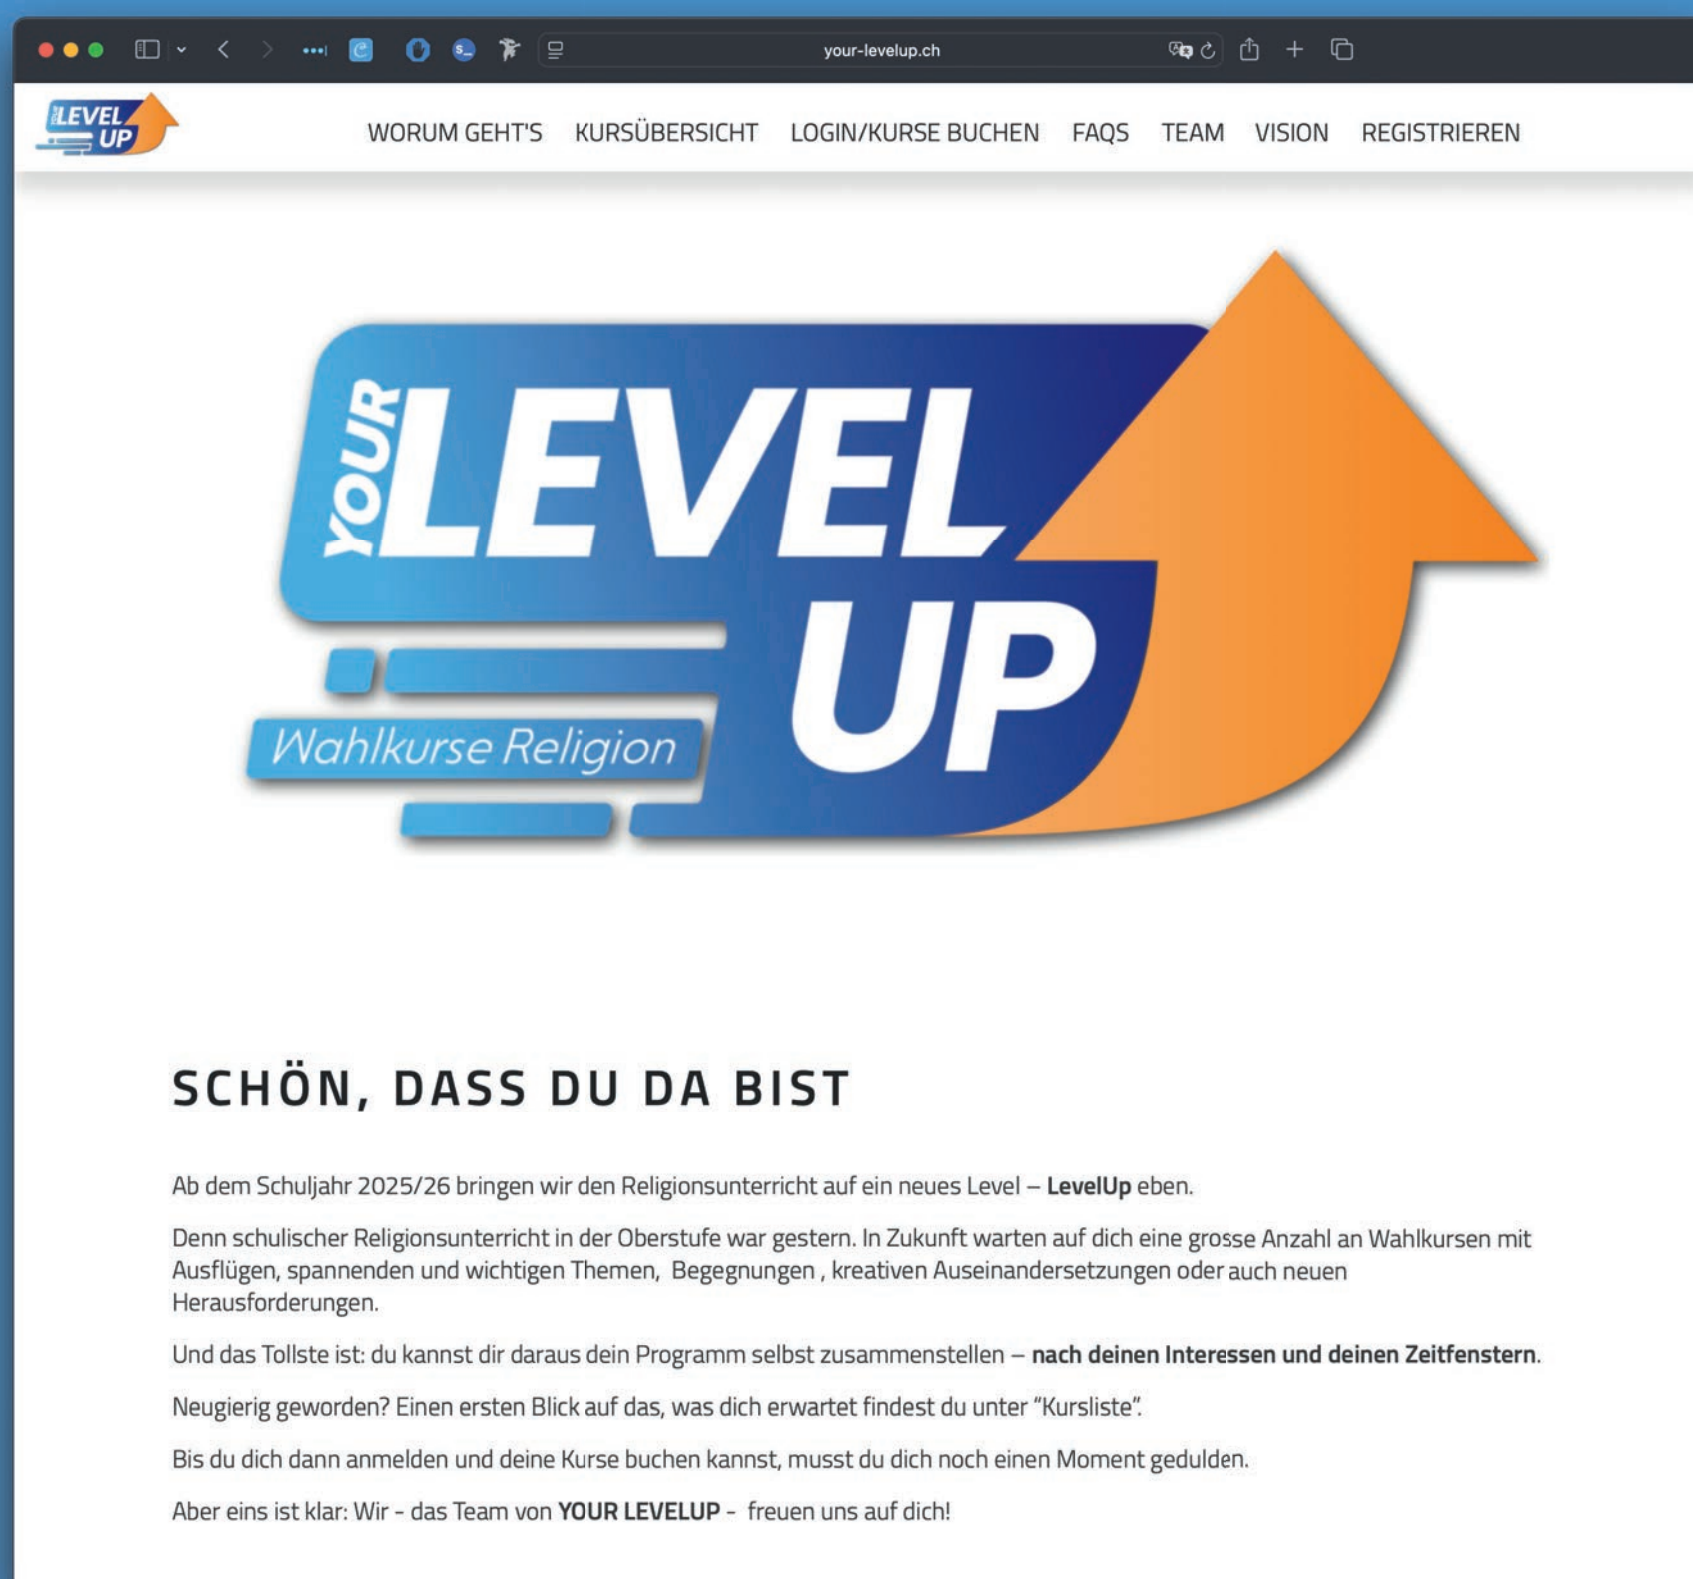 your-levelup.ch
YOUR LEVEL UP
WORUM GEHT'S KURSÜBERSICHT LOGIN/KURSE BUCHEN FAQS TEAM VISION REGISTRIEREN
YOUR LEVEL
UP
Wahlkurse Religion
SCHÖN, DASS DU DA BIST
Ab dem Schuljahr 2025/26 bringen wir den Religionsunterricht auf ein neues Level – LevelUp eben.
Denn schulischer Religionsunterricht in der Oberstufe war gestern. In Zukunft warten auf dich eine grosse Anzahl an Wahlkursen mit
Ausflügen, spannenden und wichtigen Themen,  Begegnungen , kreativen Auseinandersetzungen oder auch neuen
Herausforderungen.
Und das Tollste ist: du kannst dir daraus dein Programm selbst zusammenstellen – nach deinen Interessen und deinen Zeitfenstern.
Neugierig geworden? Einen ersten Blick auf das, was dich erwartet findest du unter “Kursliste”.
Bis du dich dann anmelden und deine Kurse buchen kannst, musst du dich noch einen Moment gedulden.
Aber eins ist klar: Wir - das Team von YOUR LEVELUP -  freuen uns auf dich!